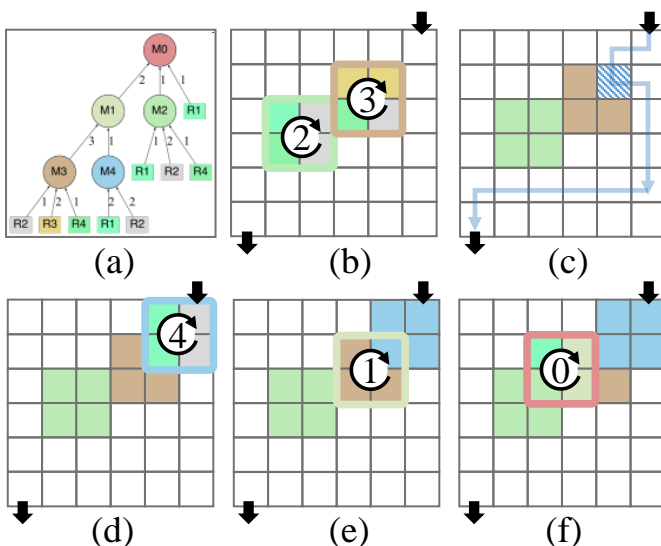 M0
2 1 1
M1 M2 R1
3 1 1 2 1
M3 M4 R1 R2 R4
1 2 1 2 2
R2 R3 R4 R1 R2
(a)
2 3
(b)
(c)
4
(d)
1
(e)
0
(f)